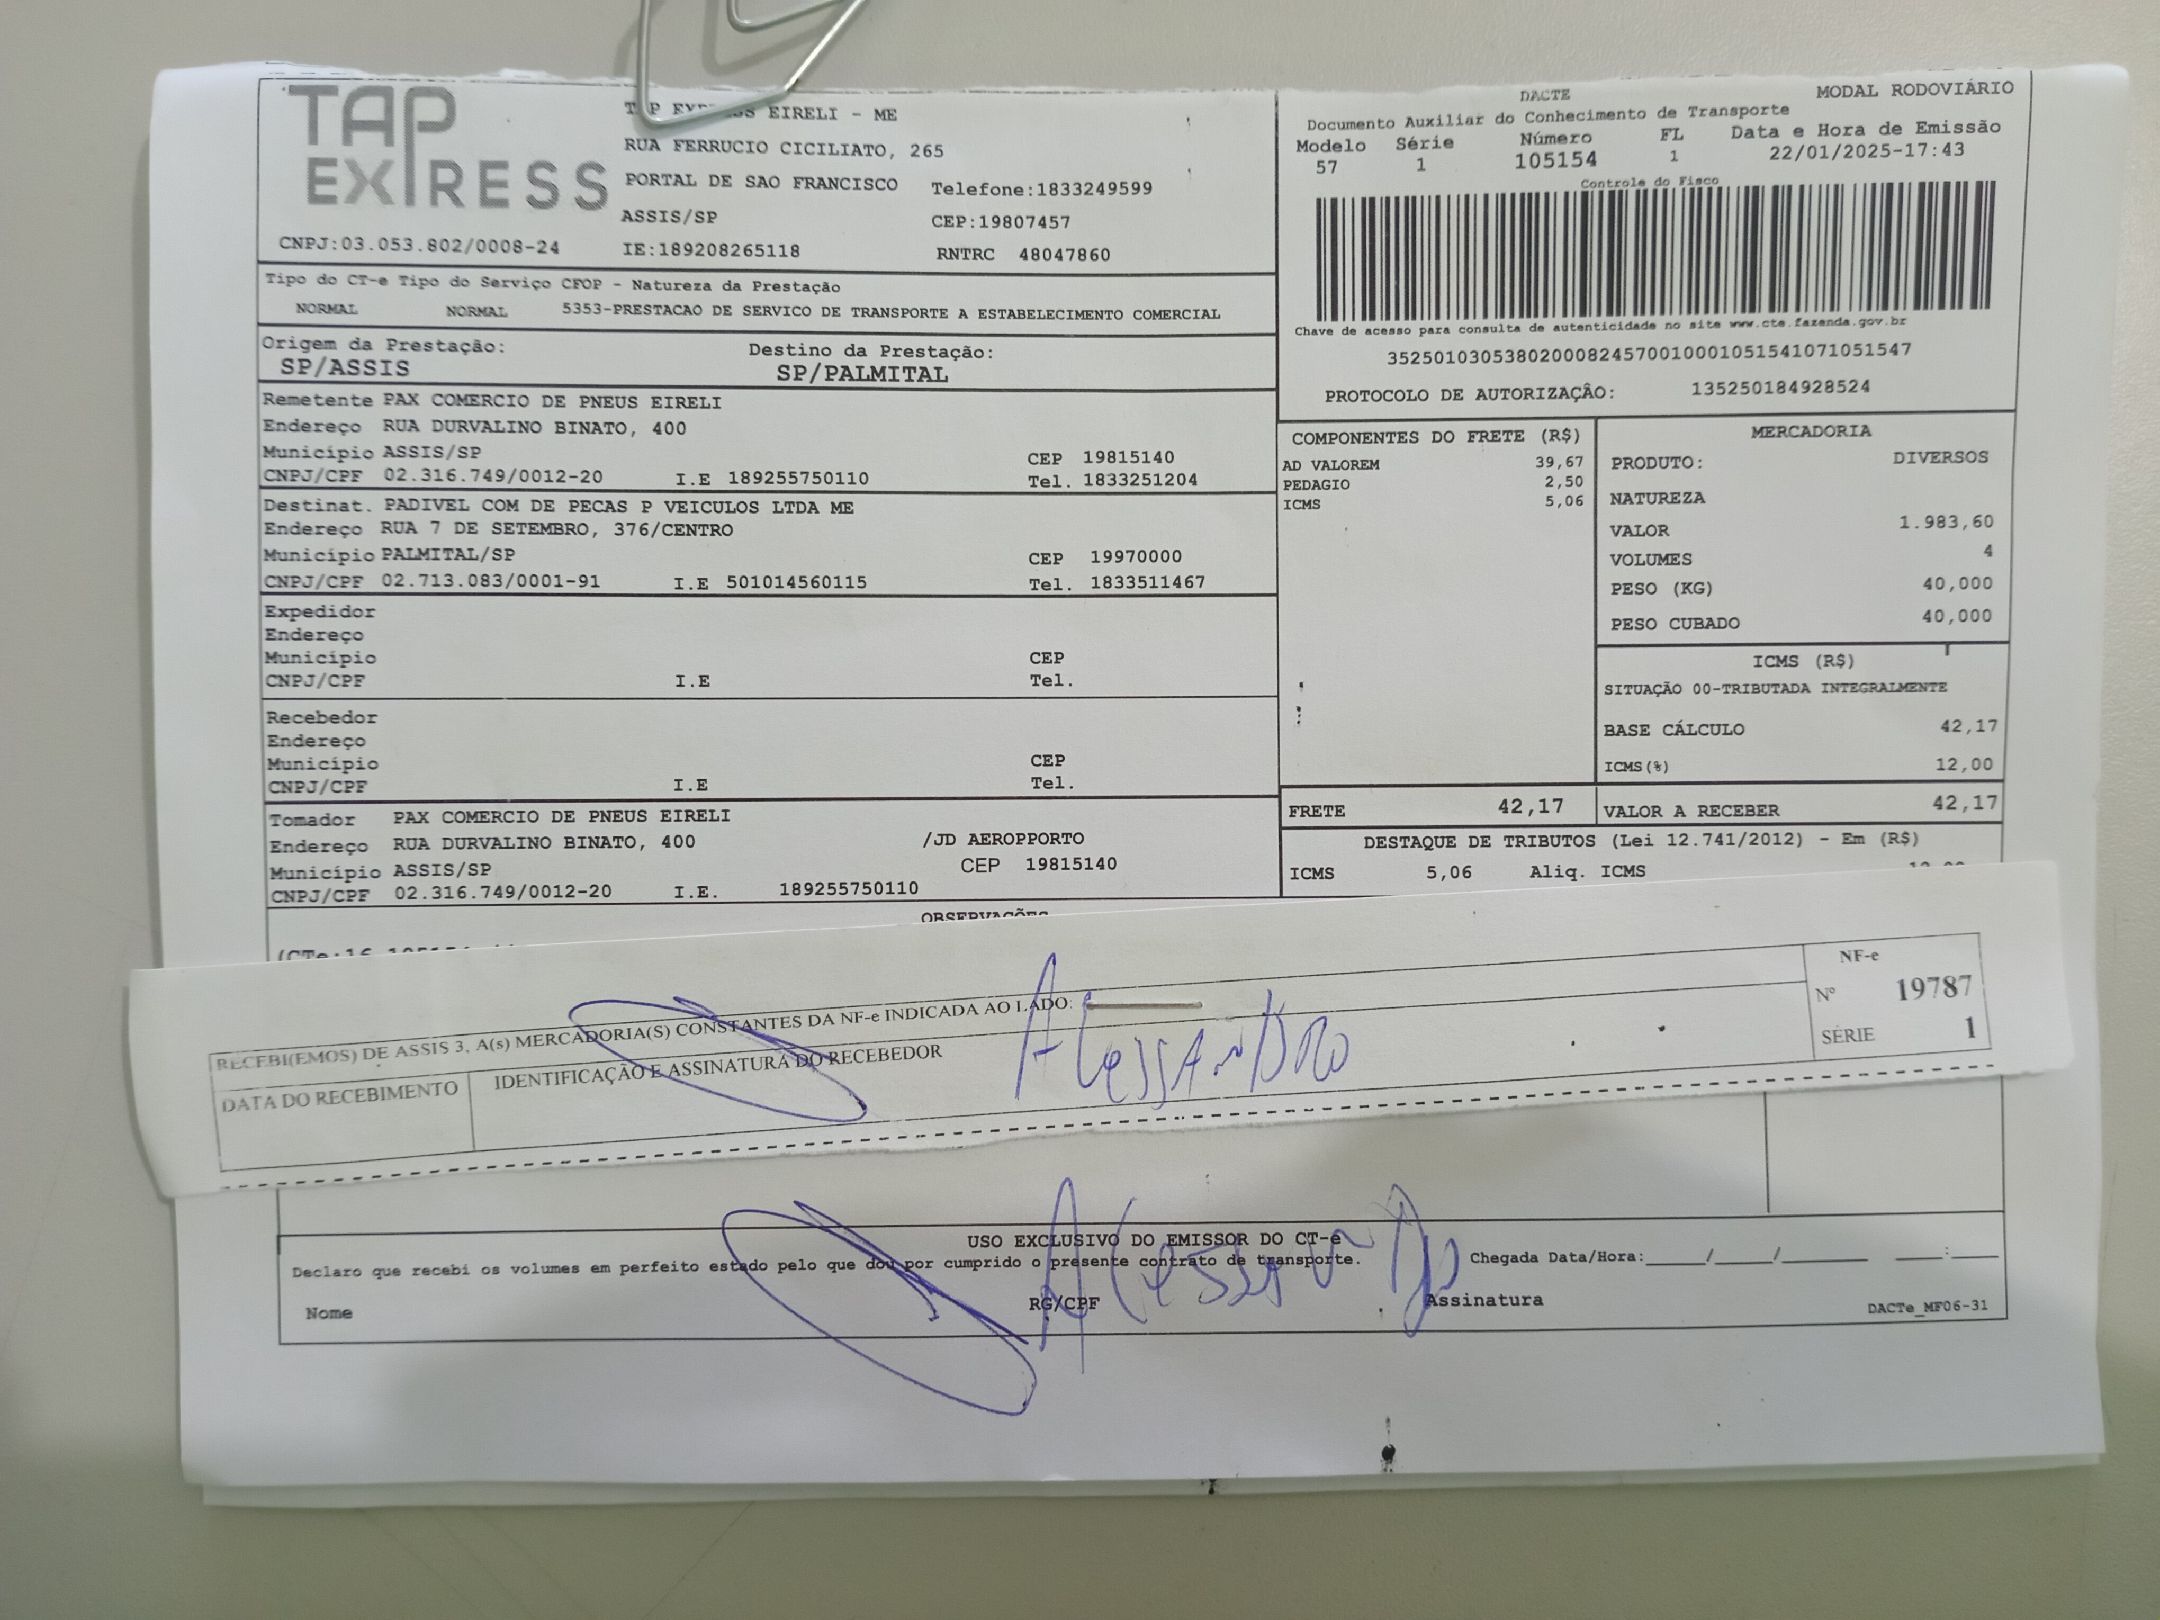 TAP
EXPRESS
EIRELI - ME
RUA FERRUCIO CICILIATO, 265
PORTAL DE SAO FRANCISCO Telefone:1833249599
ASSIS/SP CEP:19807457
CNPJ:03.053.802/0008-24 IE:189208265118 RNTRC 48047860
DACTE MODAL RODOVIÁRIO
Documento Auxiliar do Conhecimento de Transporte
Modelo Série Número FL Data e Hora de Emissão
57 1 105154 1 22/01/2025-17:43
Controle do Fisco
Chave de acesso para consulta de autenticidade no site www.cte.fazenda.gov.br
35250103053802000824570010001051541071051547
PROTOCOLO DE AUTORIZAÇÃO: 135250184928524
Tipo do CT-e Tipo do Serviço CFOP - Natureza da Prestação
NORMAL NORMAL 5353-PRESTACAO DE SERVICO DE TRANSPORTE A ESTABELECIMENTO COMERCIAL
Origem da Prestação: Destino da Prestação:
SP/ASSIS SP/PALMITAL
Remetente PAX COMERCIO DE PNEUS EIRELI
Endereço RUA DURVALINO BINATO, 400
Município ASSIS/SP CEP 19815140
CNPJ/CPF 02.316.749/0012-20 I.E 189255750110 Tel. 1833251204
Destinat. PADIVEL COM DE PECAS P VEICULOS LTDA ME
Endereço RUA 7 DE SETEMBRO, 376/CENTRO
Município PALMITAL/SP CEP 19970000
CNPJ/CPF 02.713.083/0001-91 I.E 501014560115 Tel. 1833511467
Expedidor
Endereço
Município CEP
CNPJ/CPF I.E Tel.
Recebedor
Endereço
Município CEP
CNPJ/CPF I.E Tel.
Tomador PAX COMERCIO DE PNEUS EIRELI
Endereço RUA DURVALINO BINATO, 400 /JD AEROPPORTO
Município ASSIS/SP CEP 19815140
CNPJ/CPF 02.316.749/0012-20 I.E. 189255750110
COMPONENTES DO FRETE (R$)
AD VALOREM 39,67
PEDAGIO 2,50
ICMS 5,06
MERCADORIA
PRODUTO: DIVERSOS
NATUREZA
VALOR 1.983,60
VOLUMES 4
PESO (KG) 40,000
PESO CUBADO 40,000
ICMS (R$)
SITUAÇÃO 00-TRIBUTADA INTEGRALMENTE
BASE CÁLCULO 42,17
ICMS(%) 12,00
FRETE 42,17 VALOR A RECEBER 42,17
DESTAQUE DE TRIBUTOS (Lei 12.741/2012) - Em (R$)
ICMS 5,06 Aliq. ICMS
OBSERVAÇÕES
RECEBI(EMOS) DE ASSIS 3, A(s) MERCADORIA(S) CONSTANTES DA NF-e INDICADA AO LADO:
DATA DO RECEBIMENTO IDENTIFICAÇÃO E ASSINATURA DO RECEBEDOR
Alessandro
NF-e
Nº 19787
SÉRIE 1
USO EXCLUSIVO DO EMISSOR DO CT-e
Declaro que recebi os volumes em perfeito estado pelo que dou por cumprido o presente contrato de transporte. Chegada Data/Hora:____/____/______ ___:___
Nome RG/CPF Assinatura DACTe_MF06-31